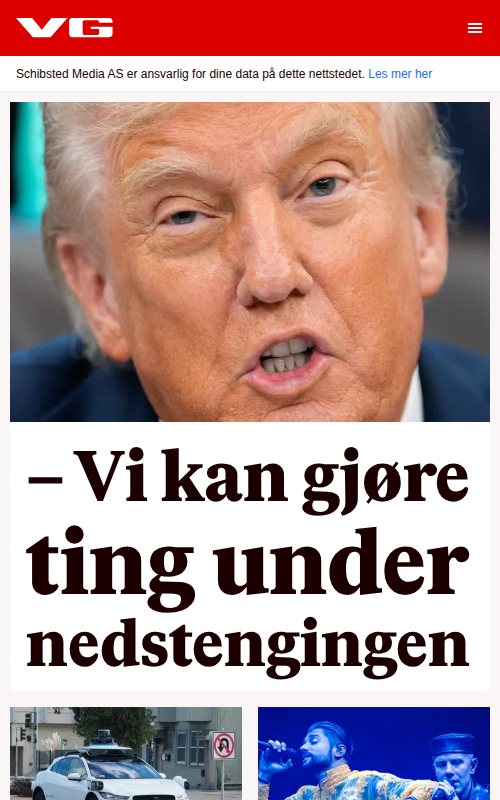 VG
Schibsted Media AS er ansvarlig for dine data på dette nettstedet. Les mer her
– Vi kan gjøre
ting under
nedstengingen